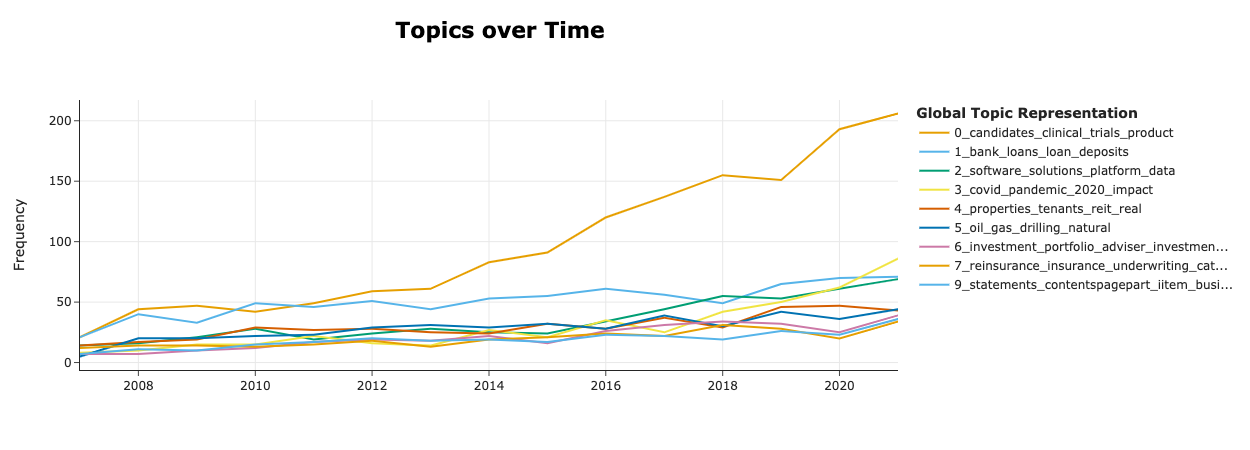 Topics over Time
Global Topic Representation
0_candidates_clinical_trials_product
1_bank_loans_loan_deposits
2_software_solutions_platform_data
3_covid_pandemic_2020_impact
4_properties_tenants_reit_real
5_oil_gas_drilling_natural
6_investment_portfolio_adviser_investmen...
7_reinsurance_insurance_underwriting_cat...
9_statements_contentspagepart_iitem_busi...
Frequency
200
150
100
50
0
2008 2010 2012 2014 2016 2018 2020